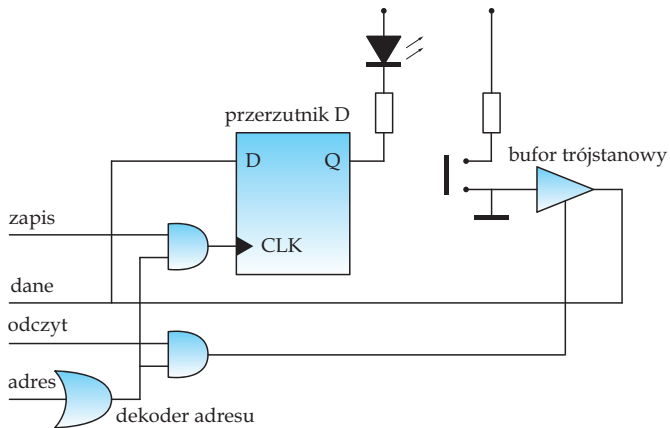 przerzutnik D
D
Q
bufor trójstanowy
zapis
CLK
dane
odczyt
adres
dekoder adresu